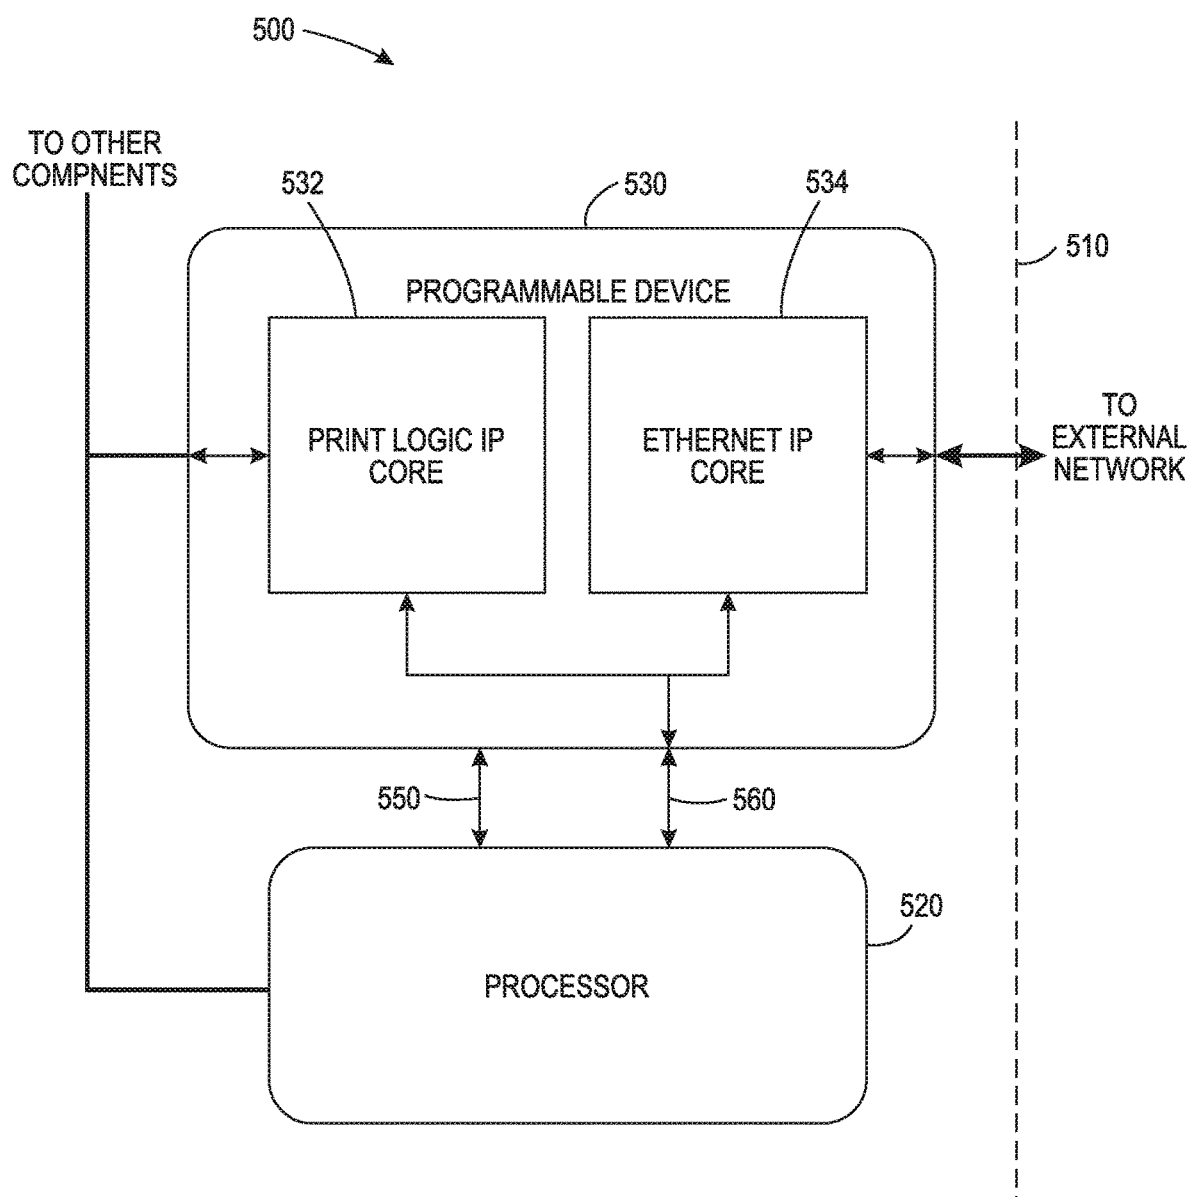 500
TO OTHER
COMPNENTS
532
530
534
510
PROGRAMMABLE DEVICE
PRINT LOGIC IP
CORE
ETHERNET IP
CORE
TO
EXTERNAL
NETWORK
550
560
520
PROCESSOR